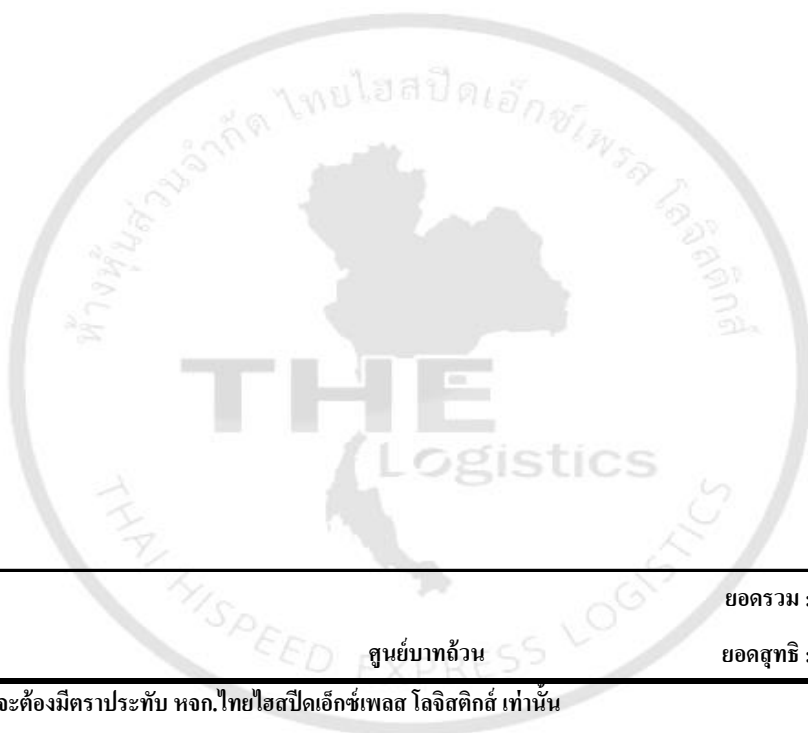 ห้างหุ้นส่วนจำกัด ไทยไฮสปีดเอ็กซ์เพรส โลจิสติกส์
THE
Logistics
THAI HISPEED EXPRESS LOGISTICS
ยอดรวม :
ศูนย์บาทถ้วน ยอดสุทธิ :
จะต้องมีตราประทับ หจก.ไทยไฮสปีดเอ็กซ์เพลส โลจิสติกส์ เท่านั้น